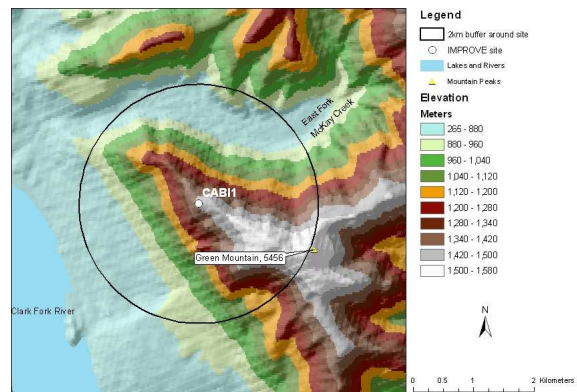 East Fork
McKay Creek
CABI1
Green Mountain, 5456
Clark Fork River
Legend
2km buffer around site
IMPROVE site
Lakes and Rivers
Mountain Peaks
Elevation
Meters
265 - 880
880 - 960
960 - 1,040
1,040 - 1,120
1,120 - 1,200
1,200 - 1,280
1,280 - 1,340
1,340 - 1,420
1,420 - 1,500
1,500 - 1,580
N
0 0.5 1 2 Kilometers